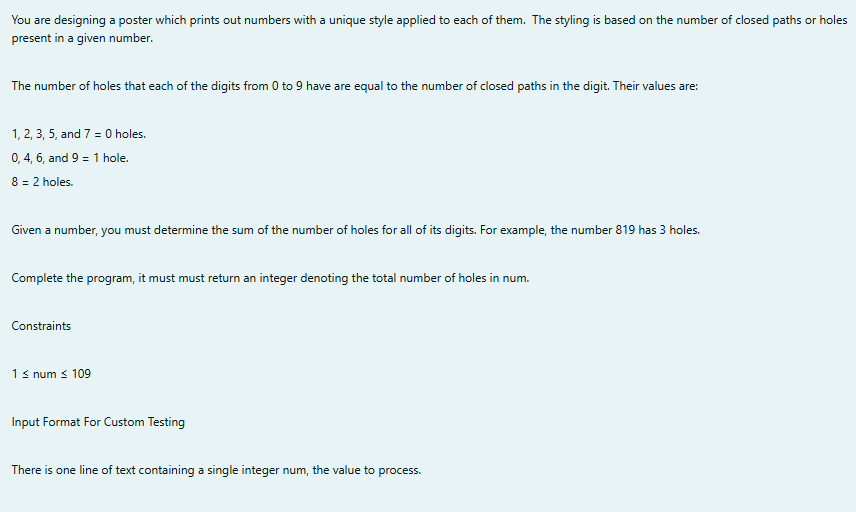 You are designing a poster which prints out numbers with a unique style applied to each of them.  The styling is based on the number of closed paths or holes
present in a given number.
The number of holes that each of the digits from 0 to 9 have are equal to the number of closed paths in the digit. Their values are:
1, 2, 3, 5, and 7 = 0 holes.
0, 4, 6, and 9 = 1 hole.
8 = 2 holes.
Given a number, you must determine the sum of the number of holes for all of its digits. For example, the number 819 has 3 holes.
Complete the program, it must must return an integer denoting the total number of holes in num.
Constraints
1 ≤ num ≤ 109
Input Format For Custom Testing
There is one line of text containing a single integer num, the value to process.